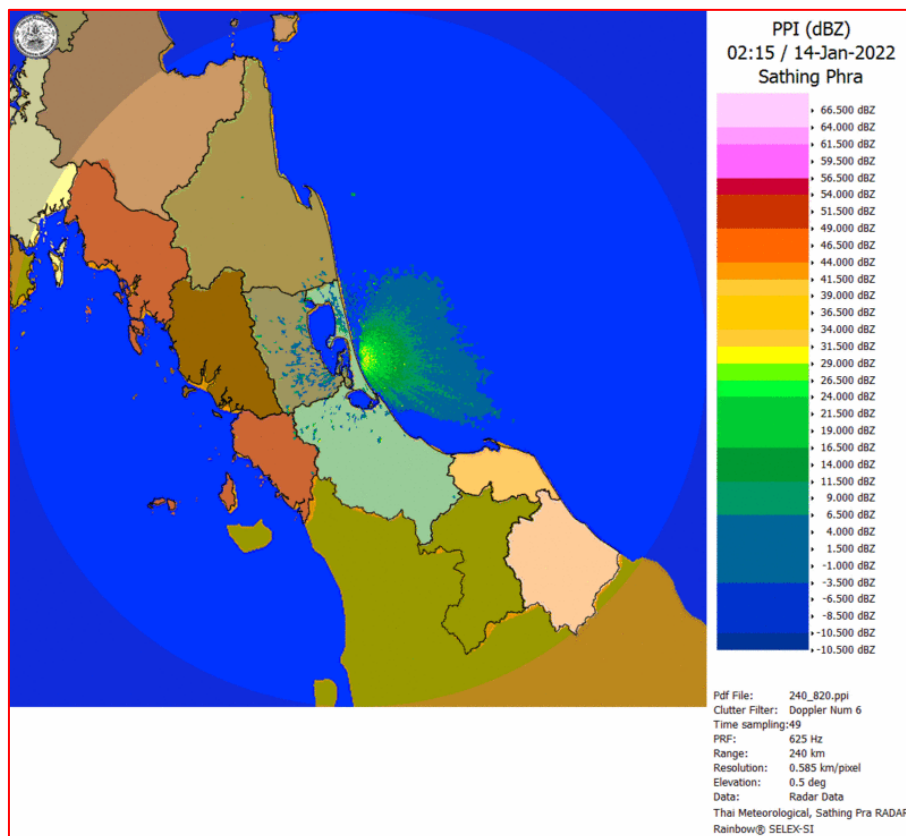 PPI (dBZ)
02:15 / 14-Jan-2022
Sathing Phra
66.500 dBZ
64.000 dBZ
61.500 dBZ
59.500 dBZ
56.500 dBZ
54.000 dBZ
51.500 dBZ
49.000 dBZ
46.500 dBZ
44.000 dBZ
41.500 dBZ
39.000 dBZ
36.500 dBZ
34.000 dBZ
31.500 dBZ
29.000 dBZ
26.500 dBZ
24.000 dBZ
21.500 dBZ
19.000 dBZ
16.500 dBZ
14.000 dBZ
11.500 dBZ
9.000 dBZ
6.500 dBZ
4.000 dBZ
1.500 dBZ
-1.000 dBZ
-3.500 dBZ
-6.500 dBZ
-8.500 dBZ
-10.500 dBZ
-10.500 dBZ
Pdf File: 240_820.ppi
Clutter Filter: Doppler Num 6
Time sampling:49
PRF: 625 Hz
Range: 240 km
Resolution: 0.585 km/pixel
Elevation: 0.5 deg
Data: Radar Data
Thai Meteorological, Sathing Pra RADAR
Rainbow® SELEX-SI